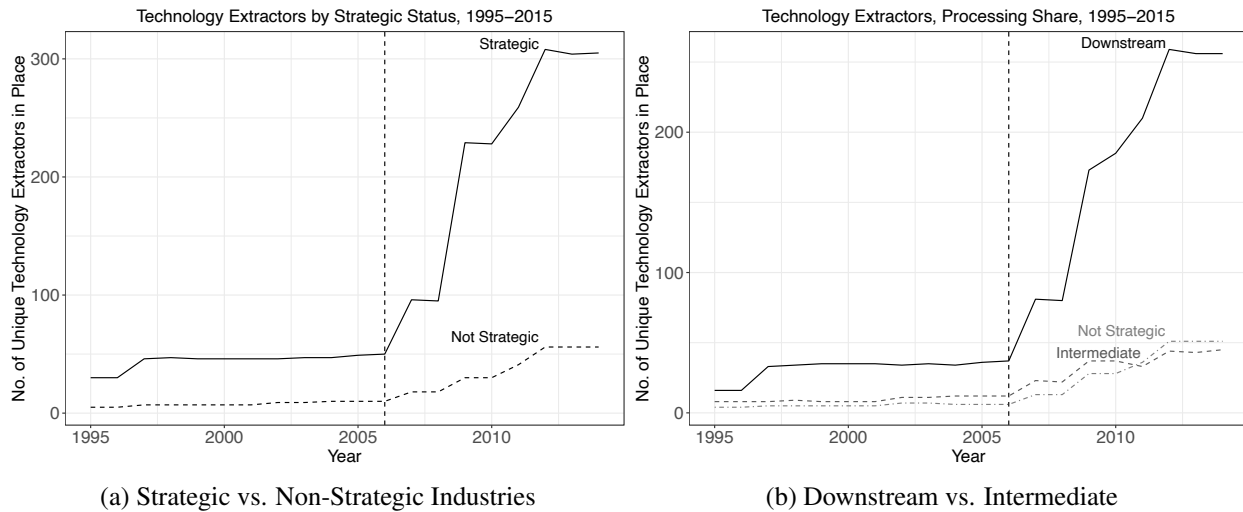 Technology Extractors by Strategic Status, 1995−2015
No. of Unique Technology Extractors in Place
300
200
100
0
Strategic
Not Strategic
1995
2000
2005
2010
Year
(a) Strategic vs. Non-Strategic Industries
Technology Extractors, Processing Share, 1995−2015
No. of Unique Technology Extractors in Place
200
100
0
Downstream
Not Strategic
Intermediate
1995
2000
2005
2010
Year
(b) Downstream vs. Intermediate